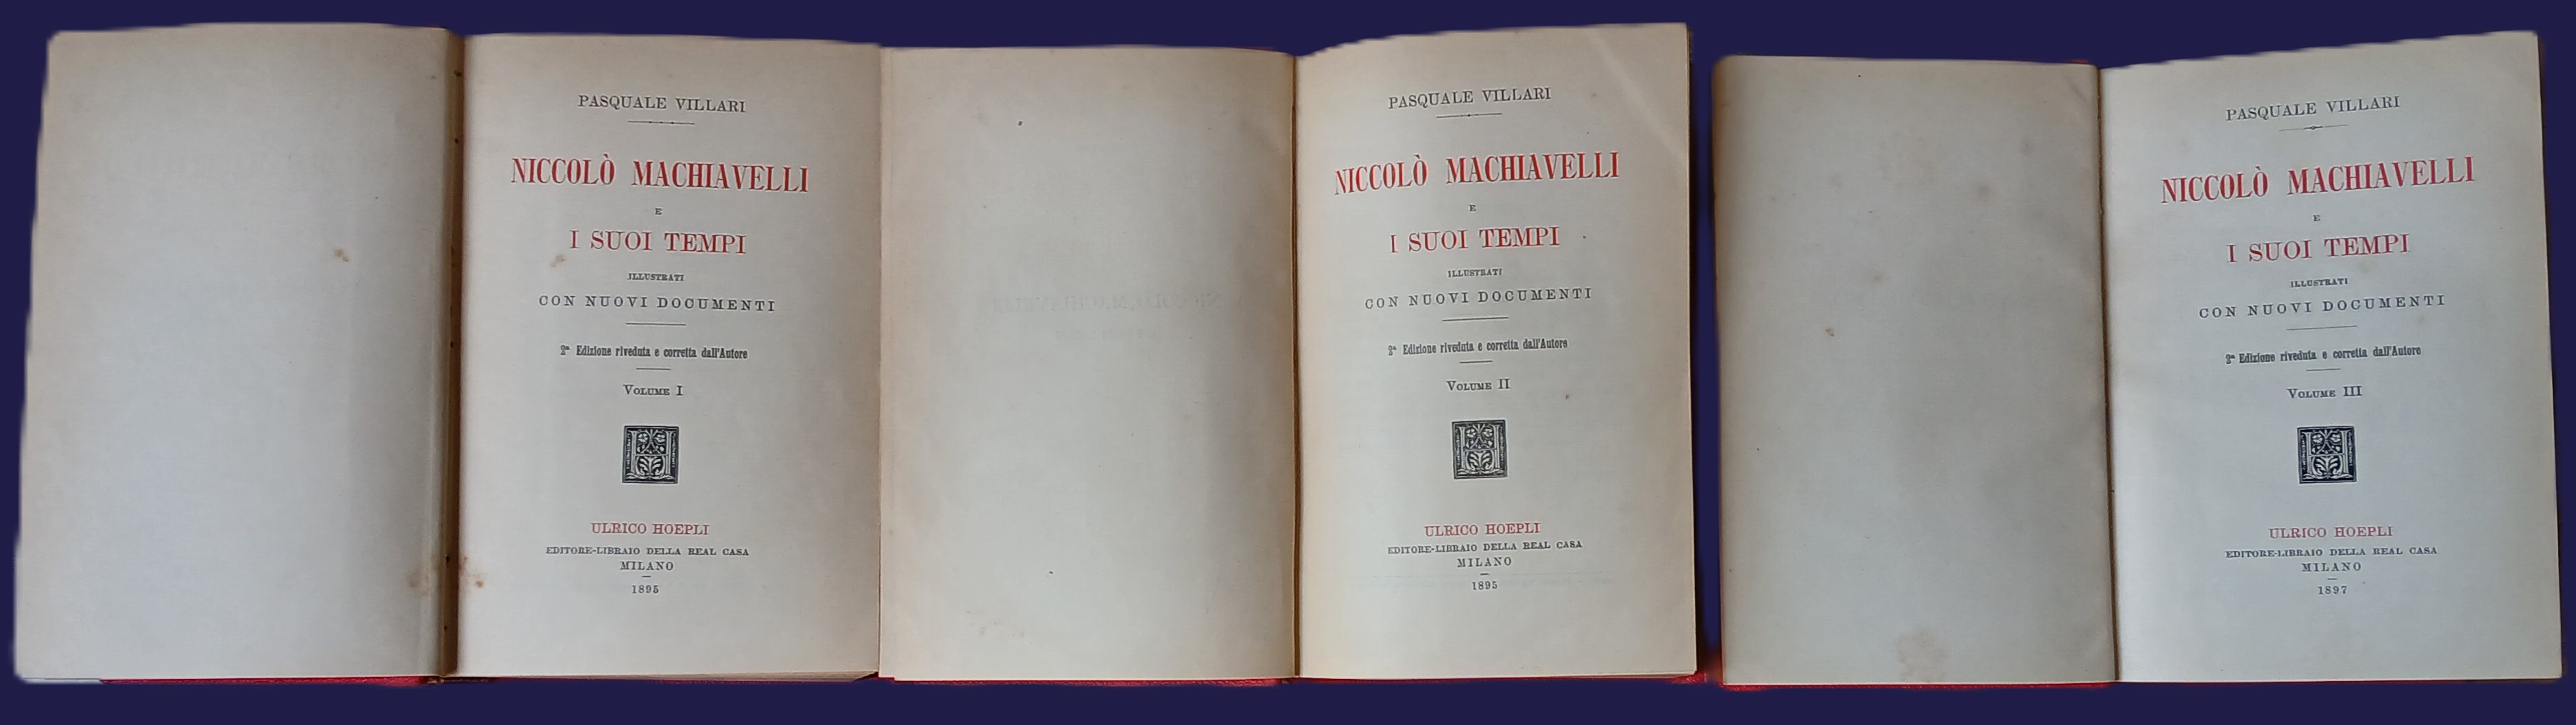 PASQUALE VILLARI
NICCOLÒ MACHIAVELLI
E
I SUOI TEMPI
ILLUSTRATI
CON NUOVI DOCUMENTI
2ª Edizione riveduta e corretta dall'Autore
VOLUME I
H
ULRICO HOEPLI
EDITORE-LIBRAIO DELLA REAL CASA
MILANO
1895
PASQUALE VILLARI
NICCOLÒ MACHIAVELLI
E
I SUOI TEMPI
ILLUSTRATI
CON NUOVI DOCUMENTI
2ª Edizione riveduta e corretta dall'Autore
VOLUME II
H
ULRICO HOEPLI
EDITORE-LIBRAIO DELLA REAL CASA
MILANO
1895
PASQUALE VILLARI
NICCOLÒ MACHIAVELLI
E
I SUOI TEMPI
ILLUSTRATI
CON NUOVI DOCUMENTI
2ª Edizione riveduta e corretta dall'Autore
VOLUME III
H
ULRICO HOEPLI
EDITORE-LIBRAIO DELLA REAL CASA
MILANO
1897